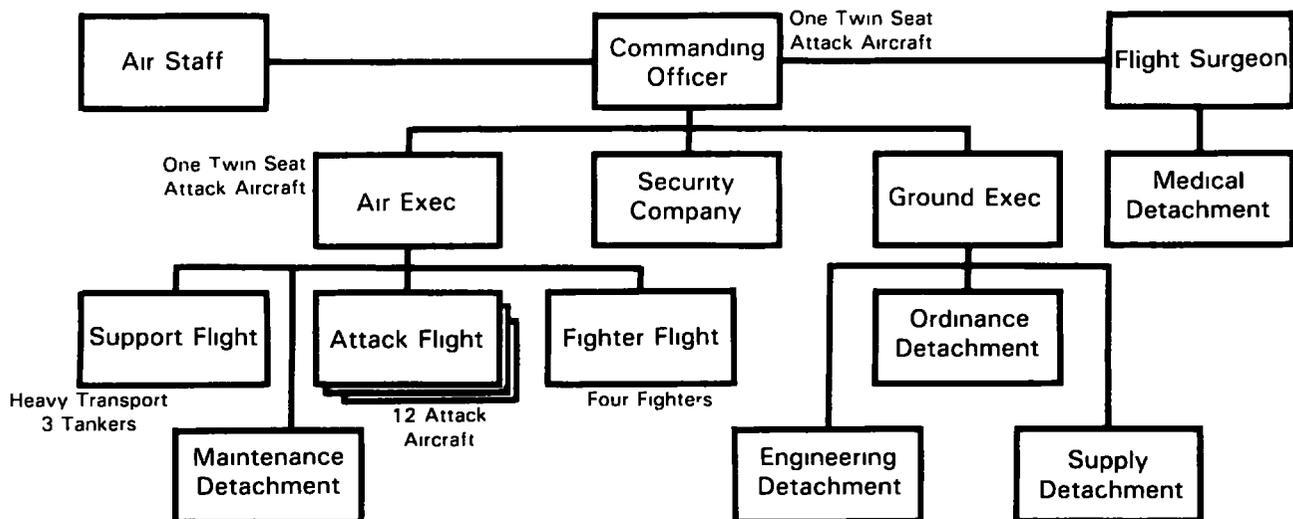 One Twin Seat
Attack Aircraft
Air Staff
Commanding
Officer
Flight Surgeon
One Twin Seat
Attack Aircraft
Air Exec
Security
Company
Ground Exec
Medical
Detachment
Support Flight
Attack Flight
Fighter Flight
Ordinance
Detachment
Heavy Transport
3 Tankers
12 Attack
Aircraft
Four Fighters
Maintenance
Detachment
Engineering
Detachment
Supply
Detachment